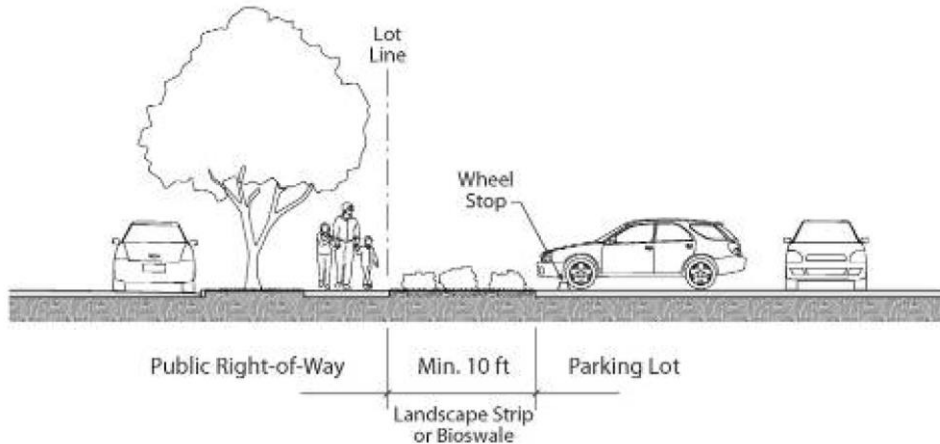 Lot
Line
Wheel
Stop
Public Right-of-Way
Min. 10 ft
Parking Lot
Landscape Strip
or Bioswale